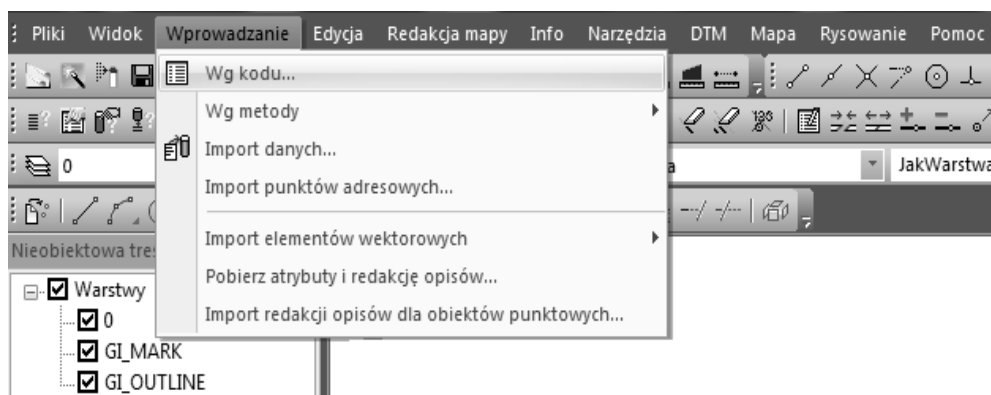 Pliki Widok Wprowadzanie Edycja Redakcja mapy Info Narzędzia DTM Mapa Rysowanie Pomoc
Wg kodu...
Wg metody
Import danych...
0
JakWarstwa
Import punktów adresowych...
Import elementów wektorowych
Nieobiektowa
Pobierz atrybuty i redakcję opisów...
Warstwy
Import redakcji opisów dla obiektów punktowych...
0
GI_MARK
GI_OUTLINE